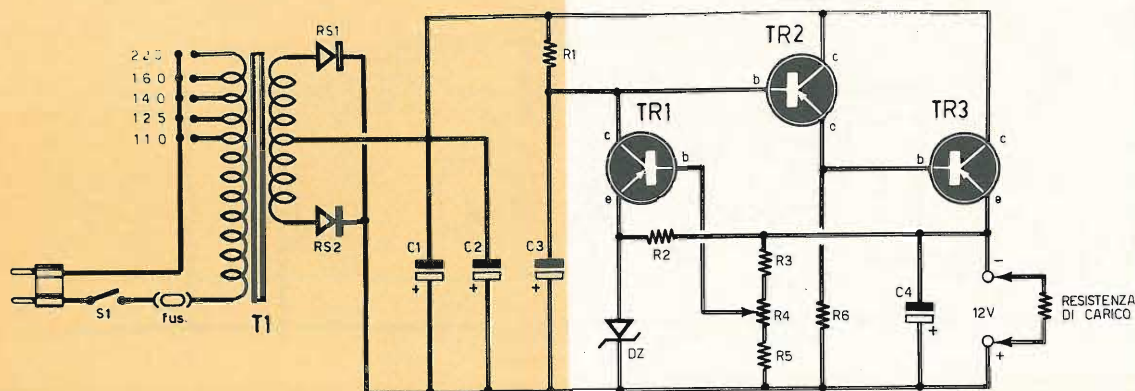 160
140
125
110
S1
fus.
T1
RS1
RS2
C1
+
C2
+
C3
+
R1
TR1
c
b
e
TR2
c
b
c
TR3
c
b
e
R2
R3
R4
R5
R6
DZ
C4
+
-
12V
+
RESISTENZA
DI CARICO